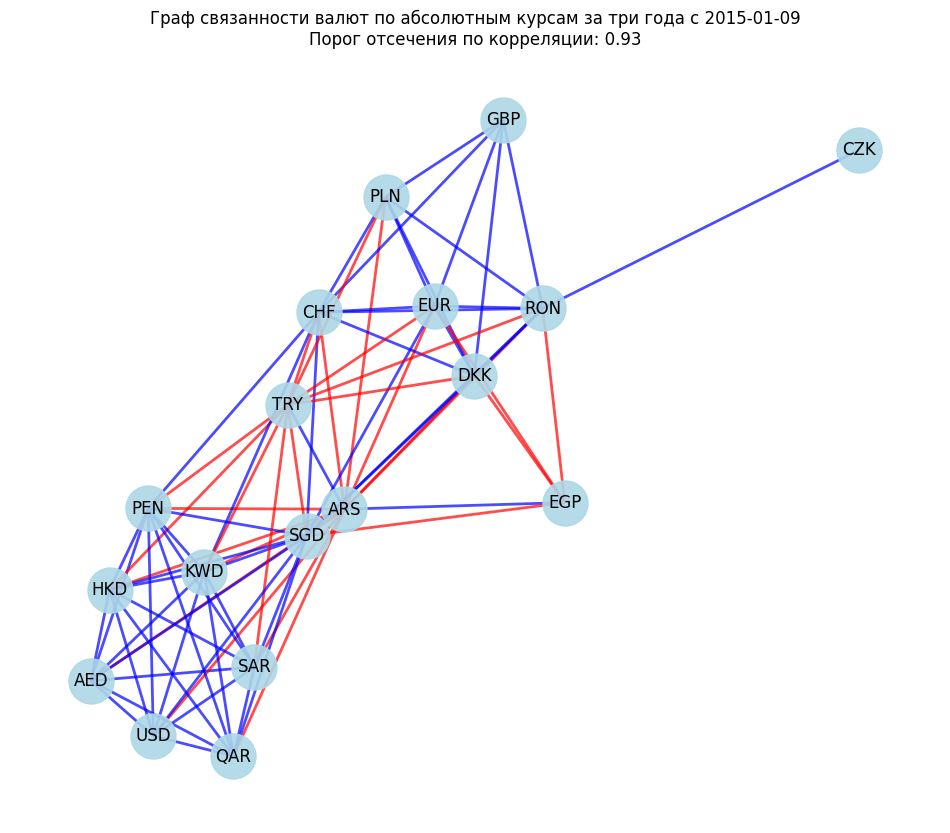 Граф связанности валют по абсолютным курсам за три года с 2015-01-09
Порог отсечения по корреляции: 0.93
GBP
CZK
PLN
EUR
RON
CHF
DKK
TRY
PEN
ARS
EGP
SGD
KWD
HKD
SAR
AED
USD
QAR